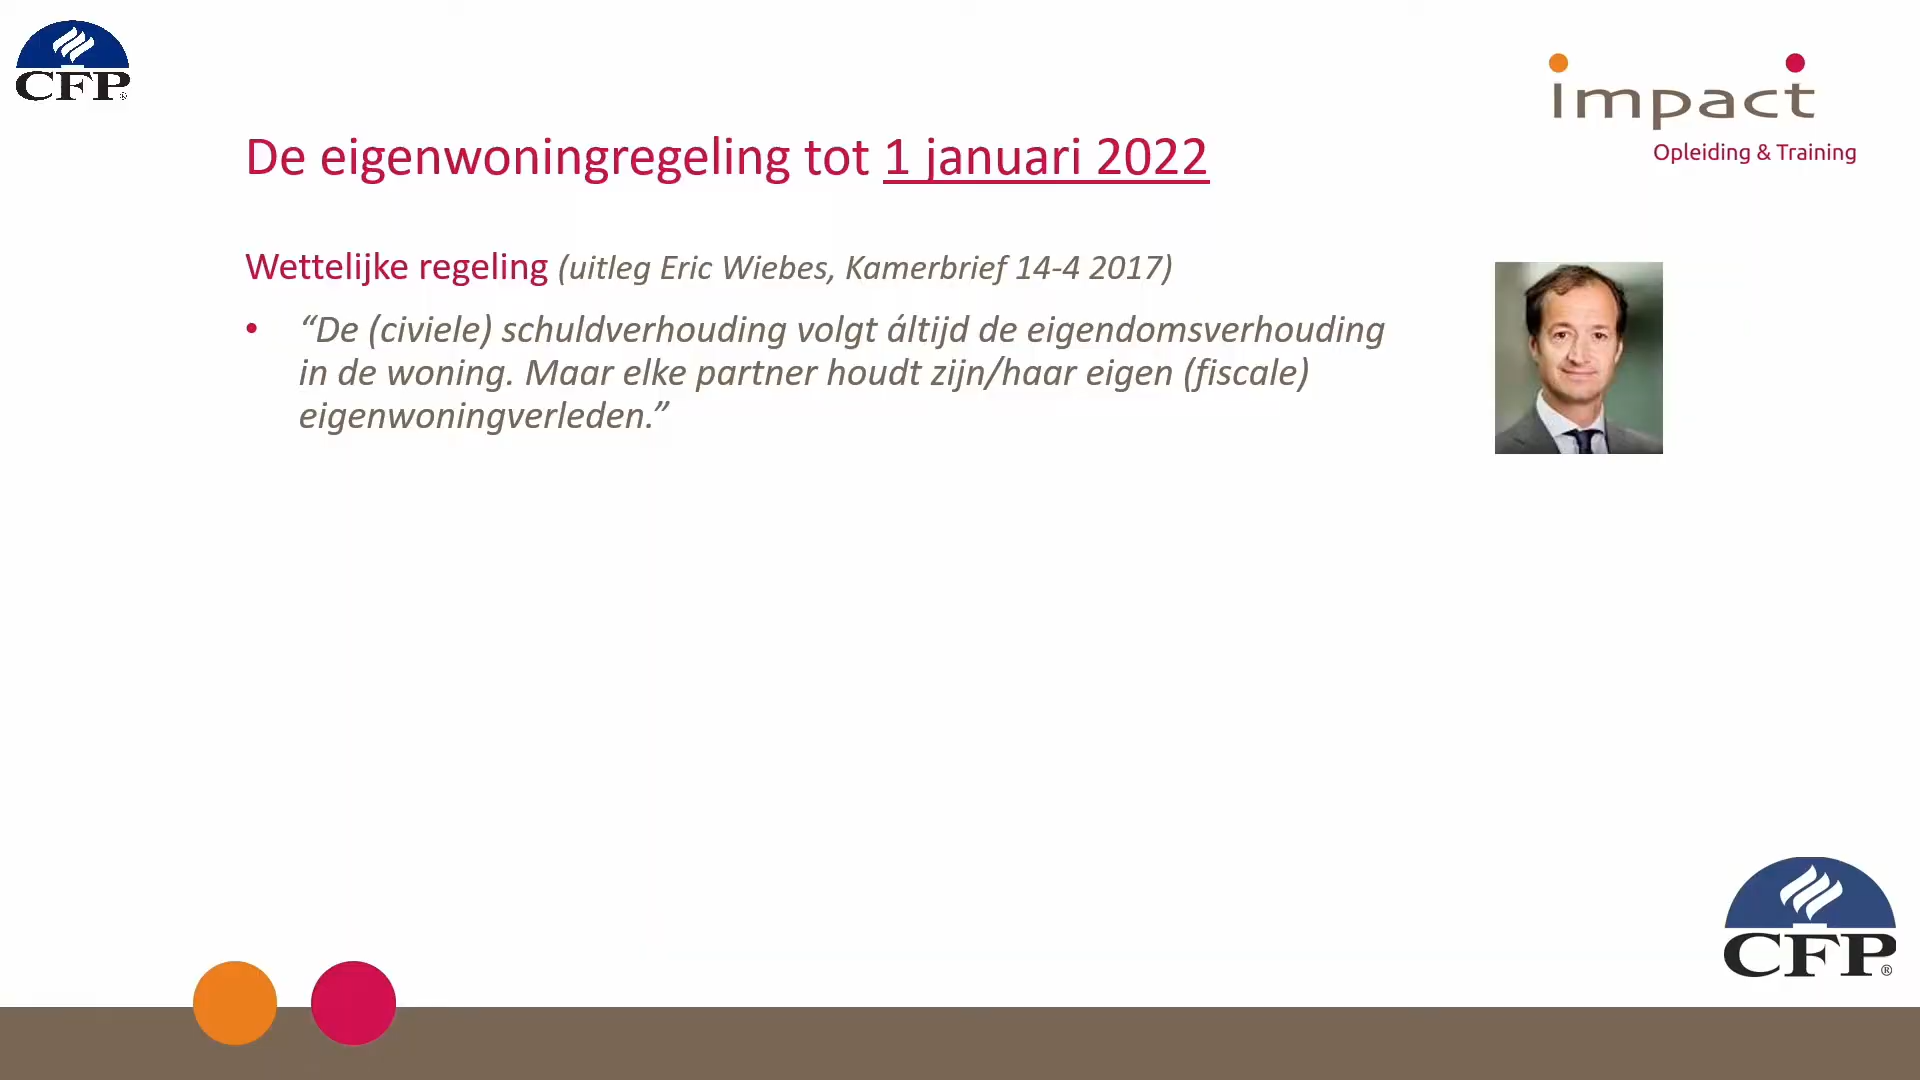 CFP®
impact
Opleiding & Training
De eigenwoningregeling tot 1 januari 2022
Wettelijke regeling (uitleg Eric Wiebes, Kamerbrief 14-4 2017)
• “De (civiele) schuldverhouding volgt áltijd de eigendomsverhouding
in de woning. Maar elke partner houdt zijn/haar eigen (fiscale)
eigenwoningverleden.”
CFP®